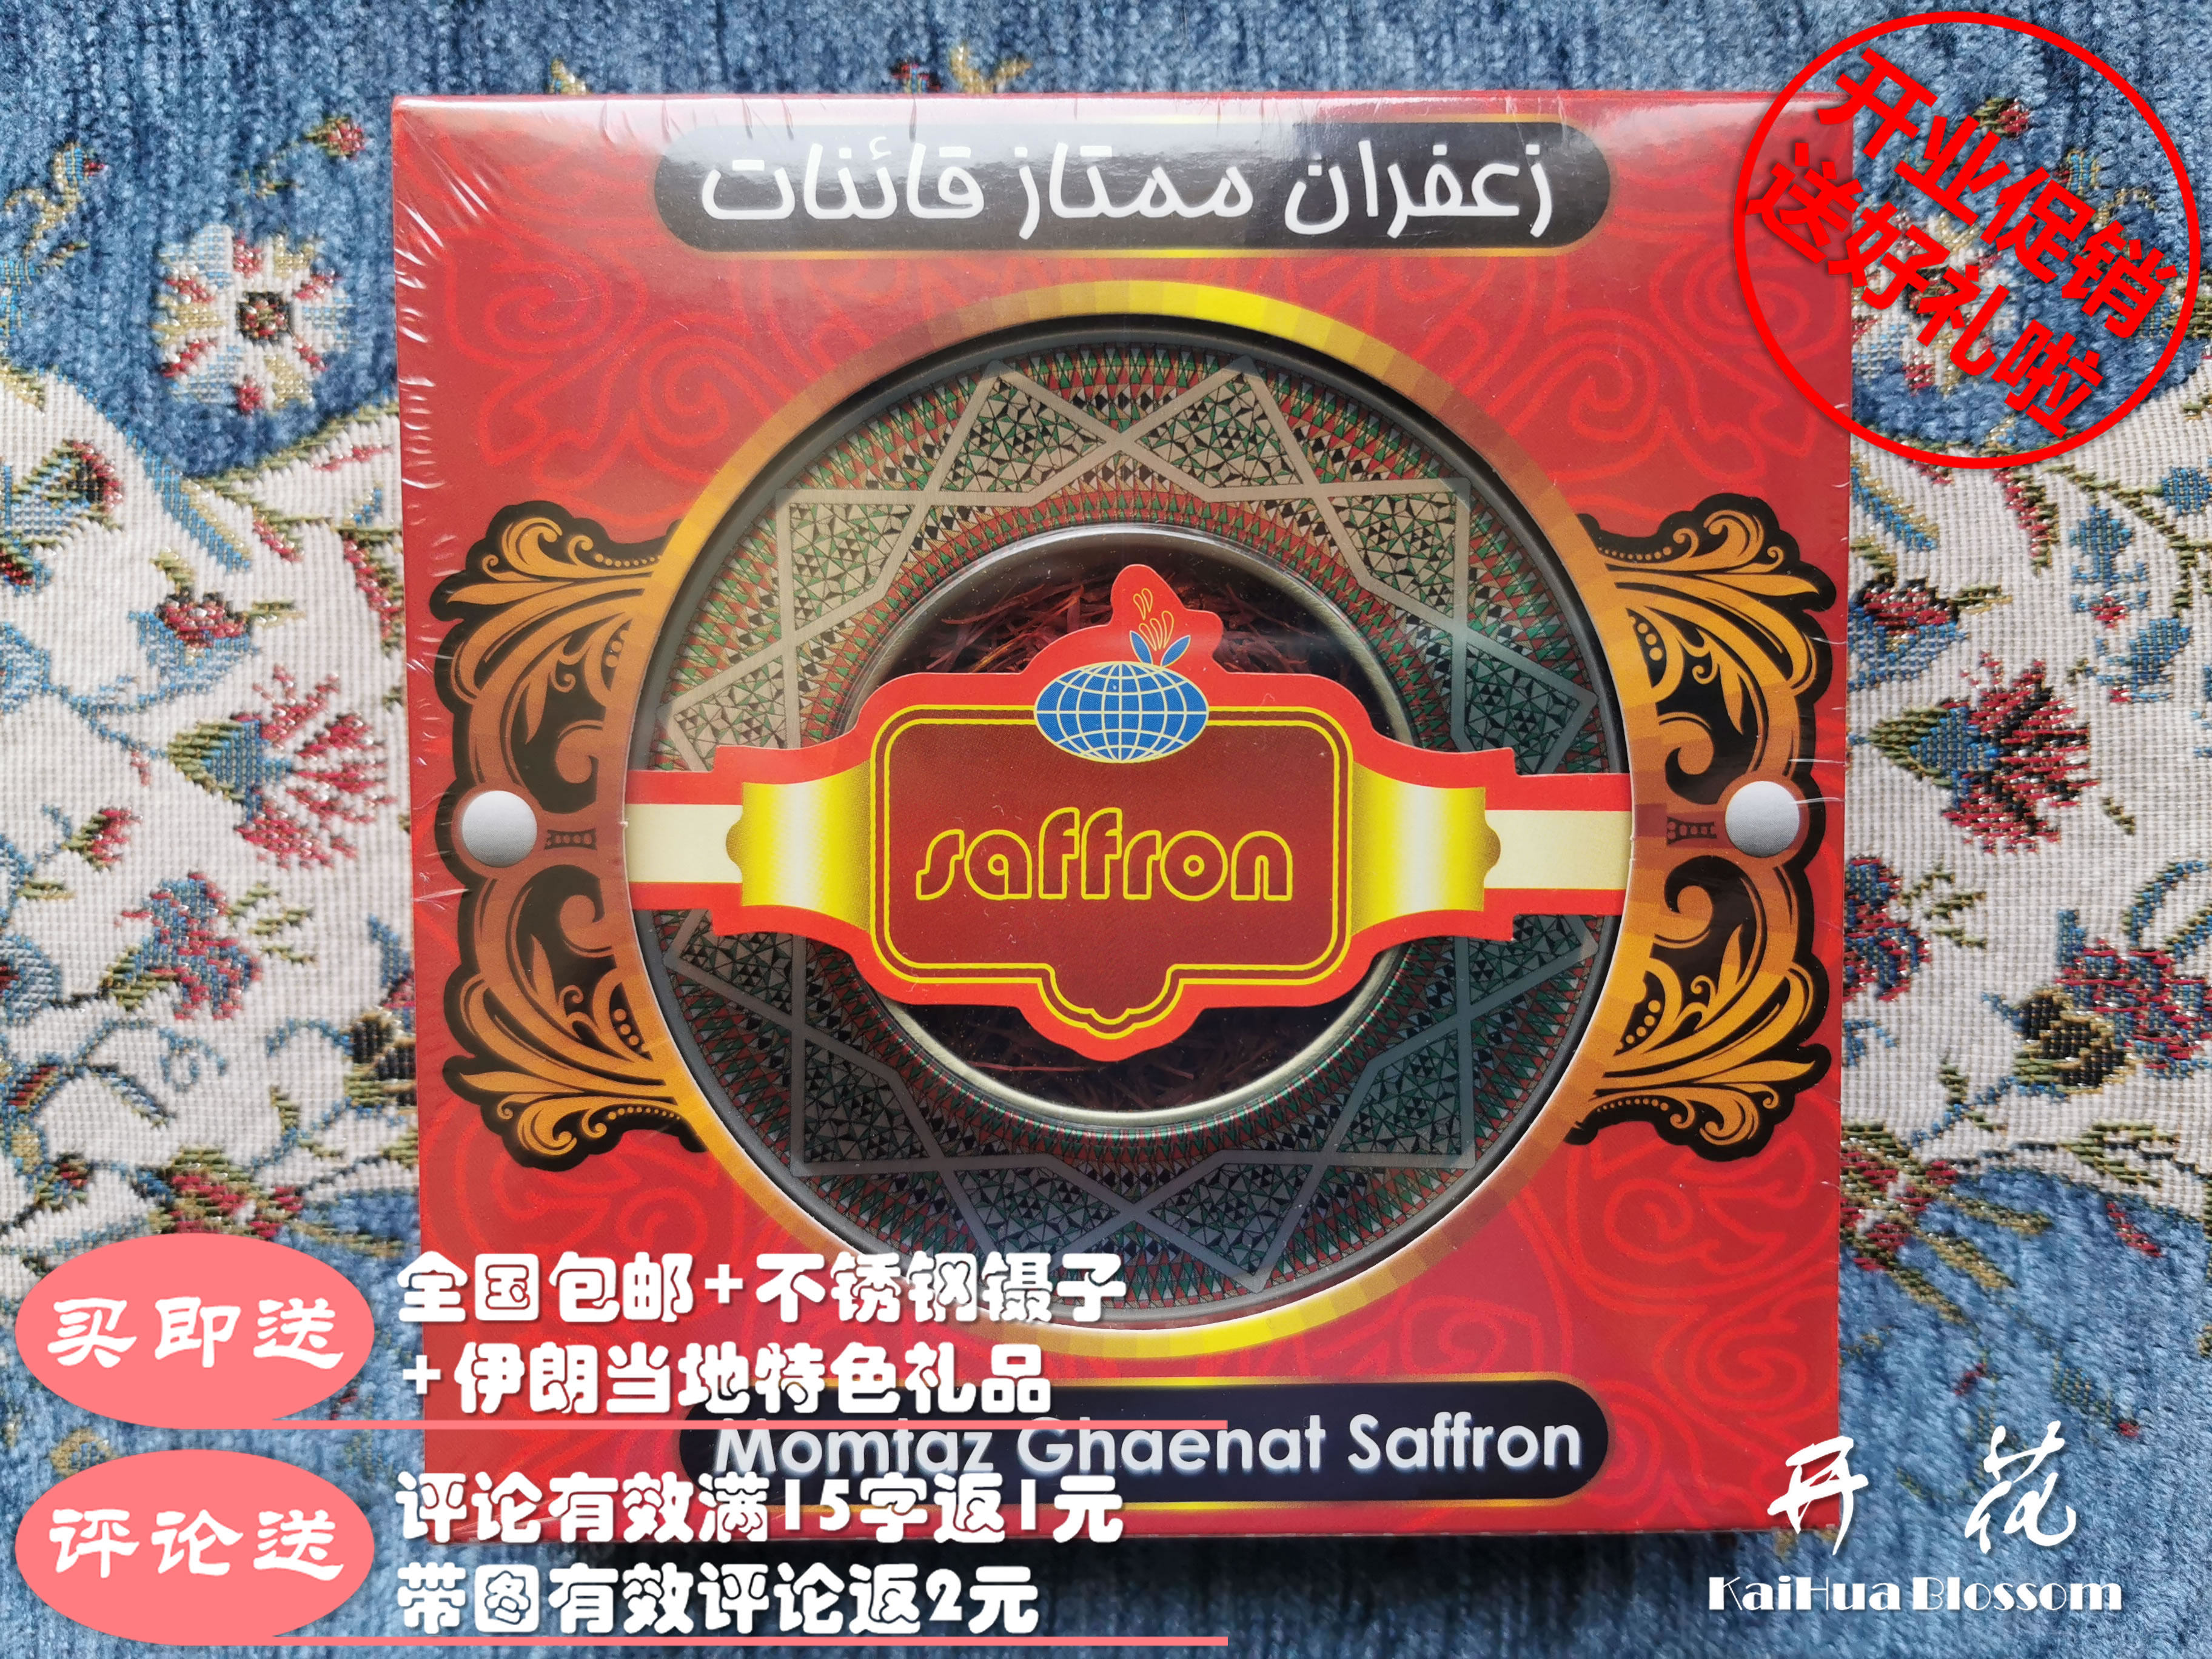 开业促销
送好礼啦
زعفران ممتاز قائنات
saffron
Momtaz Ghaenat Saffron
买即送
全国包邮+不锈钢镊子
+伊朗当地特色礼品
评论送
评论有效满15字返1元
带图有效评论返2元
开花
KaiHua Blossom